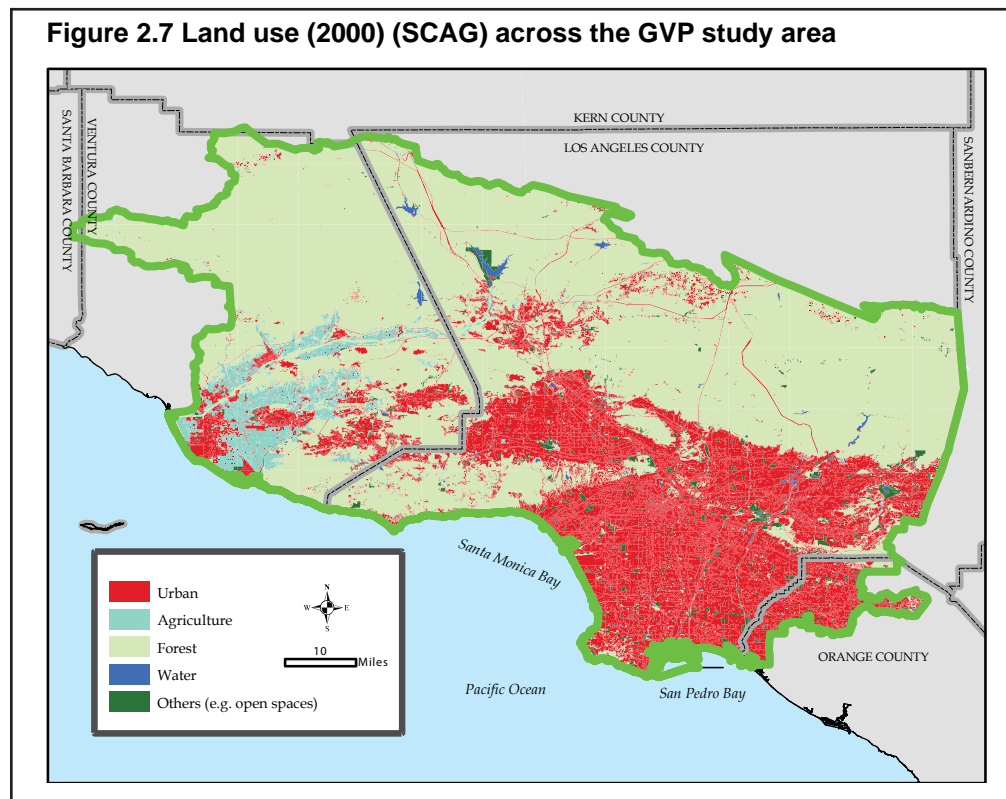 Figure 2.7 Land use (2000) (SCAG) across the GVP study area
KERN COUNTY
LOS ANGELES COUNTY
SANTA BARBARA COUNTY
VENTURA COUNTY
SANBERNARDINO COUNTY
Santa Monica Bay
ORANGE COUNTY
Pacific Ocean
San Pedro Bay
Urban
Agriculture
Forest
Water
Others (e.g. open spaces)
N
W E
S
10
Miles